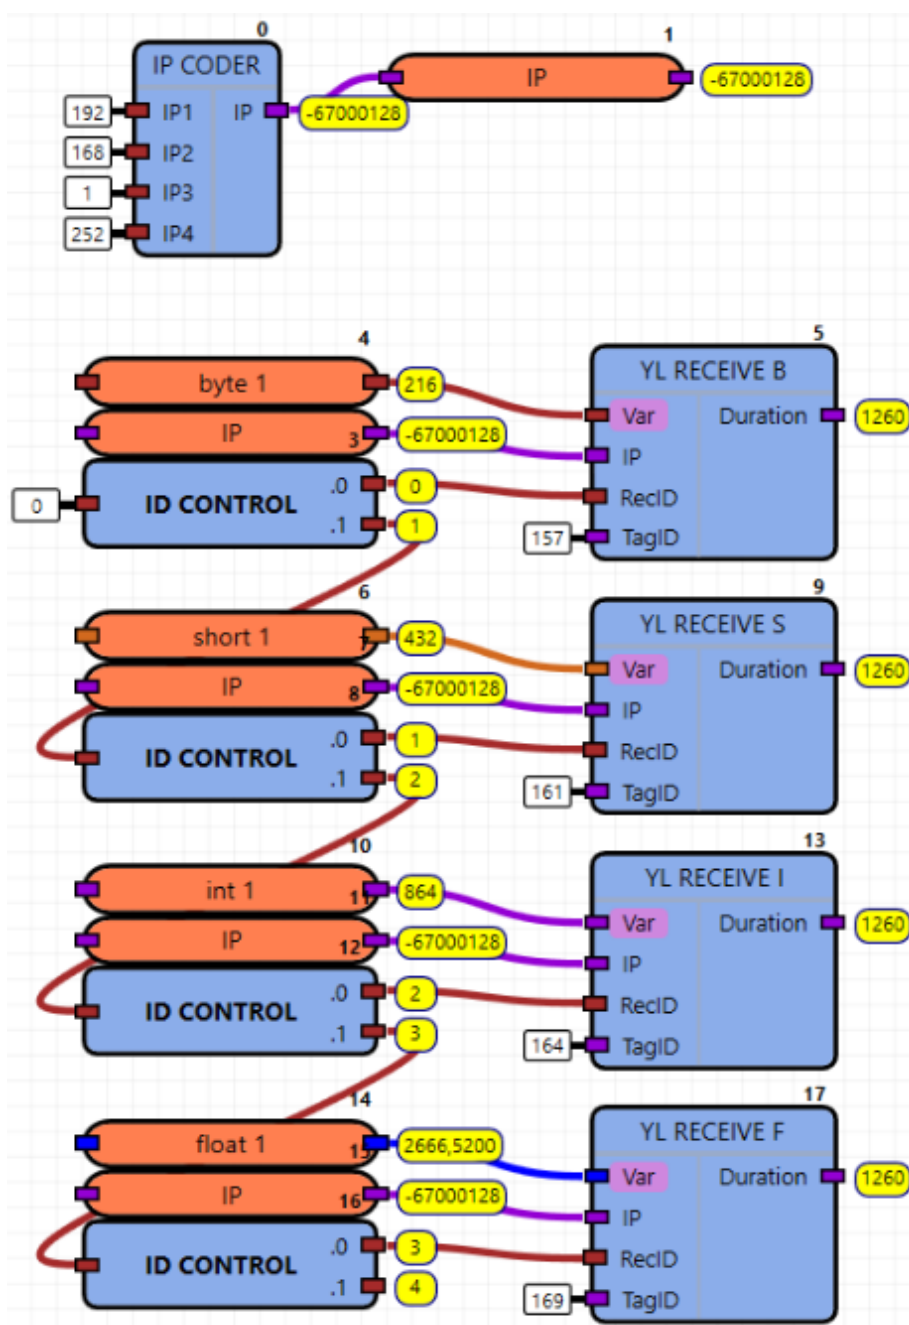 0
1
IP CODER
IP
-67000128
192 IP1 IP -67000128
168 IP2
1 IP3
252 IP4
4
5
byte 1 216
YL RECEIVE B
Var Duration 1260
IP 3 -67000128
IP
0 ID CONTROL .0 0
.1 1
RecID
157 TagID
6
9
short 1 7 432
YL RECEIVE S
Var Duration 1260
IP 8 -67000128
IP
ID CONTROL .0 1
.1 2
RecID
161 TagID
10
13
int 1 11 864
YL RECEIVE I
Var Duration 1260
IP 12 -67000128
IP
ID CONTROL .0 2
.1 3
RecID
164 TagID
14
17
float 1 15 2666,5200
YL RECEIVE F
Var Duration 1260
IP 16 -67000128
IP
ID CONTROL .0 3
.1 4
RecID
169 TagID